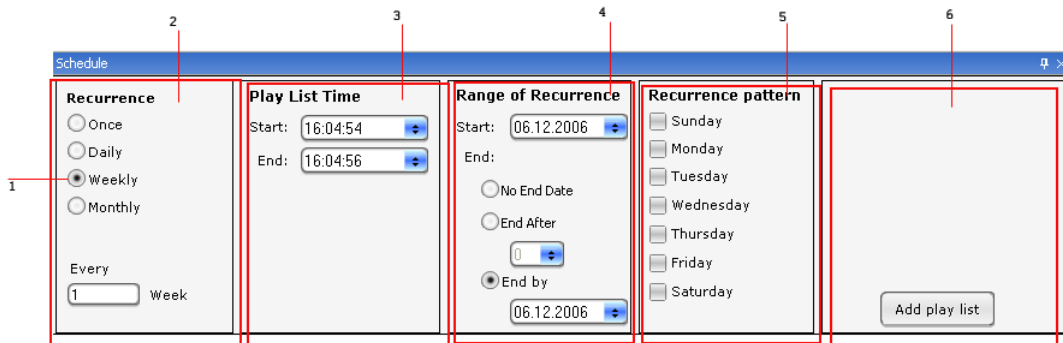 2
3
4
5
6
Schedule
1
Recurrence
Once
Daily
Weekly
Monthly
Every
1 Week
Play List Time
Start: 16:04:54
End: 16:04:56
Range of Recurrence
Start: 06.12.2006
End:
No End Date
End After
0
End by
06.12.2006
Recurrence pattern
Sunday
Monday
Tuesday
Wednesday
Thursday
Friday
Saturday
Add play list